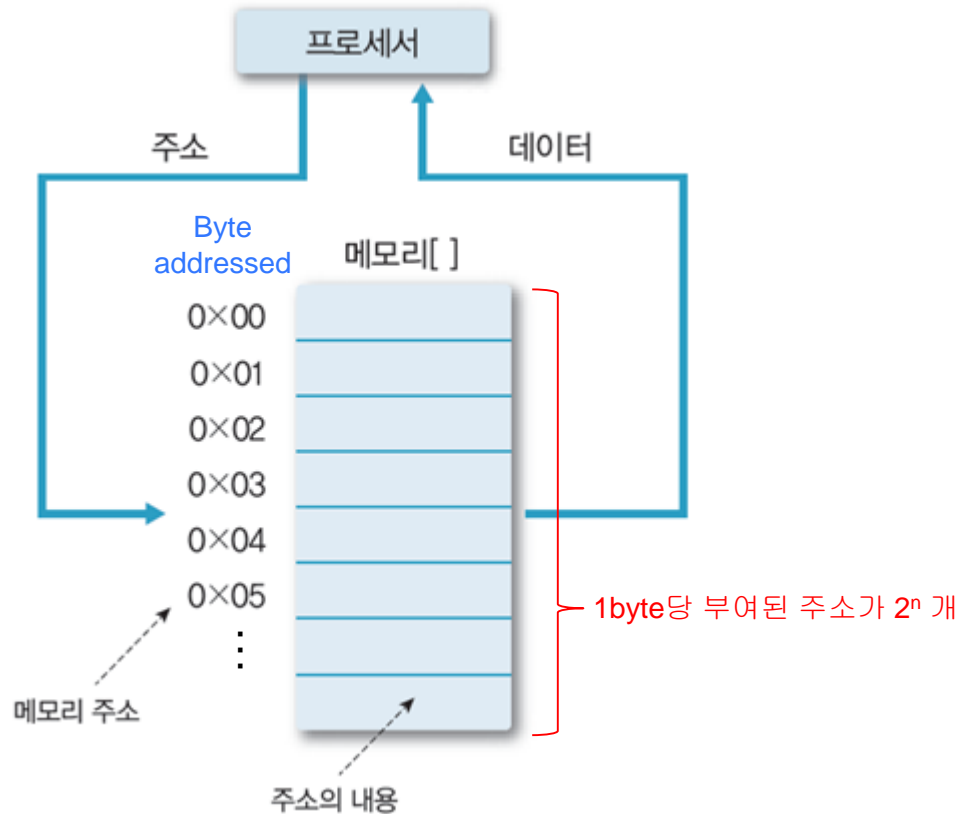 프로세서
주소
데이터
Byte
addressed
메모리[ ]
0×00
0×01
0×02
0×03
0×04
0×05
⋮
1byte당 부여된 주소가 2ⁿ 개
메모리 주소
주소의 내용